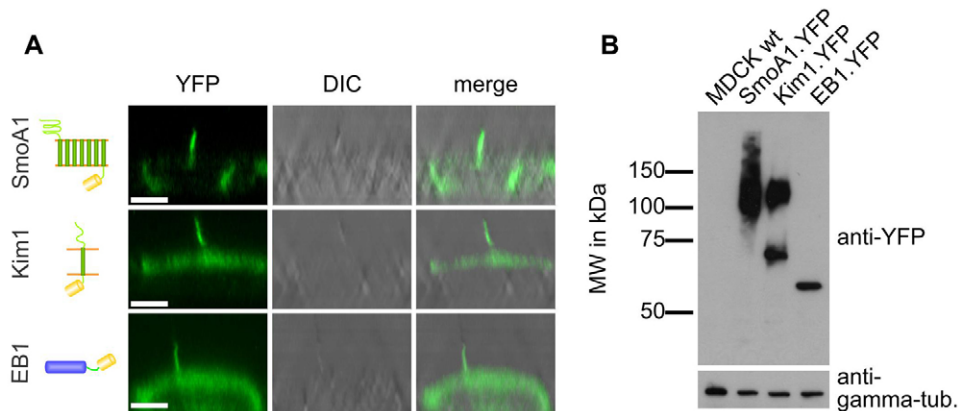 A
YFP
DIC
merge
SmoA1
Kim1
EB1
B
MDCK wt
SmoA1.YFP
Kim1.YFP
EB1.YFP
MW in kDa
150
100
75
50
anti-YFP
anti-
gamma-tub.